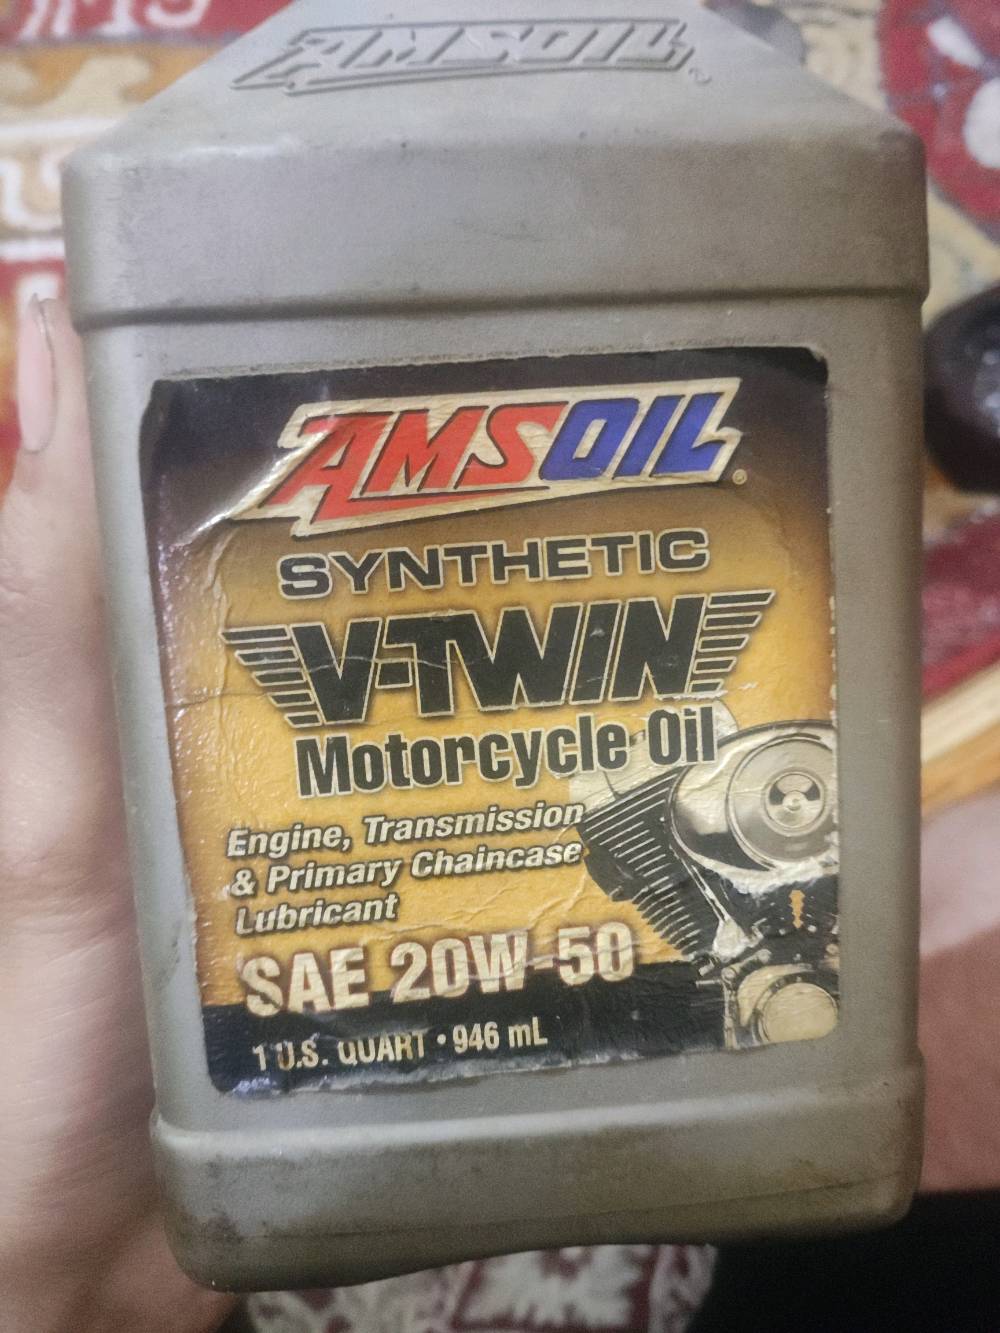 AMSOIL
AMSOIL
SYNTHETIC
V-TWIN
Motorcycle Oil
Engine, Transmission
& Primary Chaincase
Lubricant
SAE 20W-50
1 U.S. QUART • 946 mL